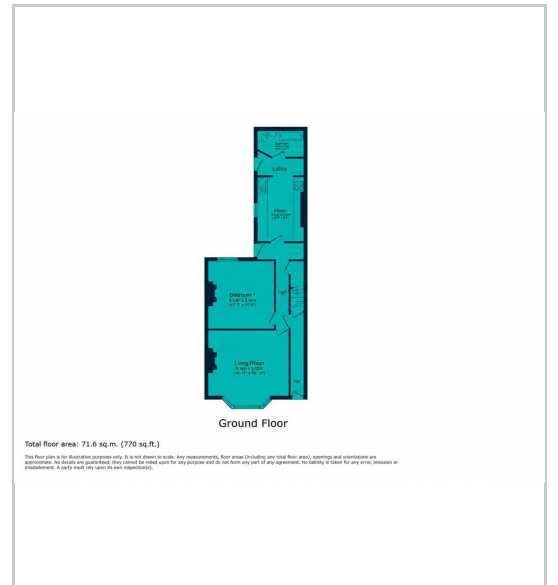 Lobby
Kitchen
Bedroom 1
Hall
Living Room
Hall
Ground Floor
Total floor area: 71.6 sq.m. (770 sq.ft.)
This floor plan is for illustrative purposes only. It is not drawn to scale. Any measurements, floor areas (including any total floor area), openings and orientations are
approximate. No details are guaranteed, they cannot be relied upon for any purpose and do not form any part of any agreement. No liability is taken for any error, omission or
misstatement. A party must rely upon its own inspection(s).